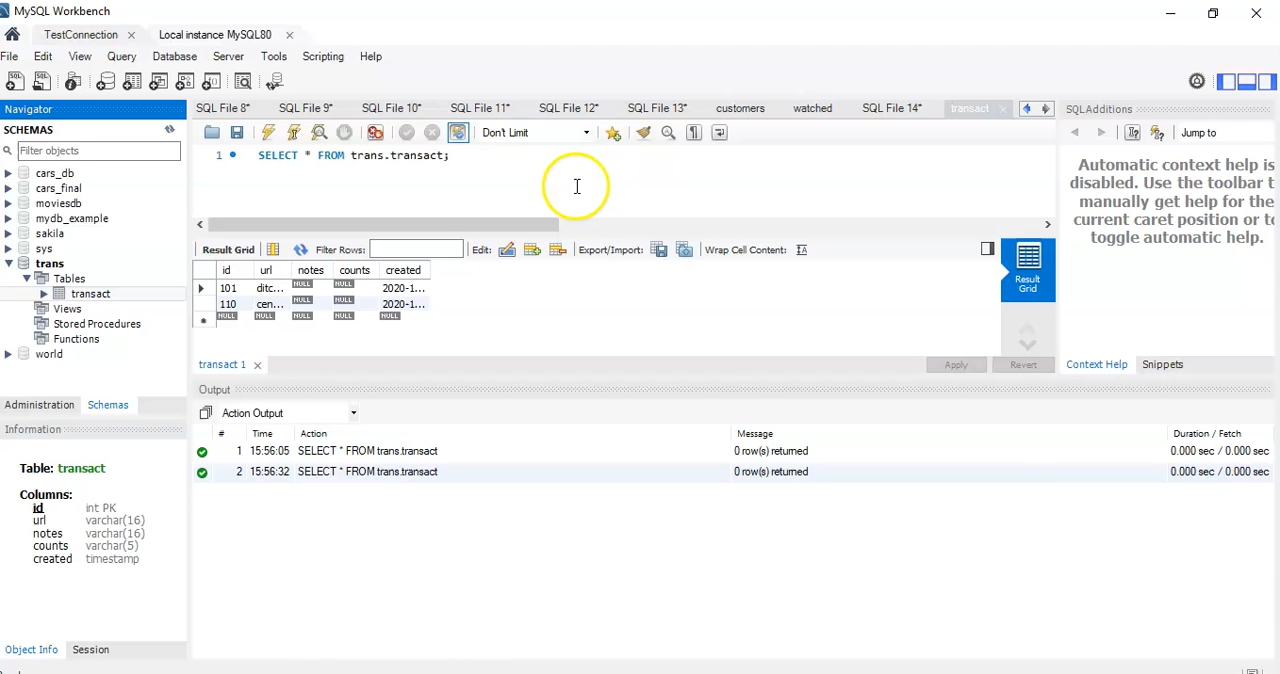 MySQL Workbench
TestConnection
Local instance MySQL80
File Edit View Query Database Server Tools Scripting Help
Navigator
SCHEMAS
Filter objects
cars_db
cars_final
moviesdb
mydb_example
sakila
sys
trans
Tables
transact
Views
Stored Procedures
Functions
world
Administration Schemas
Information
Table: transact
Columns:
id int PK
url varchar(16)
notes varchar(16)
counts varchar(5)
created timestamp
Object Info Session
SQL File 8* SQL File 9* SQL File 10* SQL File 11* SQL File 12* SQL File 13* customers watched SQL File 14* transact
Don't Limit
1 SELECT * FROM trans.transact;
Result Grid Filter Rows: Edit: Export/Import: Wrap Cell Content:
id url notes counts created
101 ditc... NULL NULL 2020-1...
110 cen... NULL NULL 2020-1...
NULL NULL NULL NULL NULL
Result
Grid
transact 1
Apply Revert
Output
Action Output
# Time Action Message Duration / Fetch
1 15:56:05 SELECT * FROM trans.transact 0 row(s) returned 0.000 sec / 0.000 sec
2 15:56:32 SELECT * FROM trans.transact 0 row(s) returned 0.000 sec / 0.000 sec
SQLAdditions
Jump to
Automatic context help is
disabled. Use the toolbar t
manually get help for the
current caret position or to
toggle automatic help.
Context Help Snippets